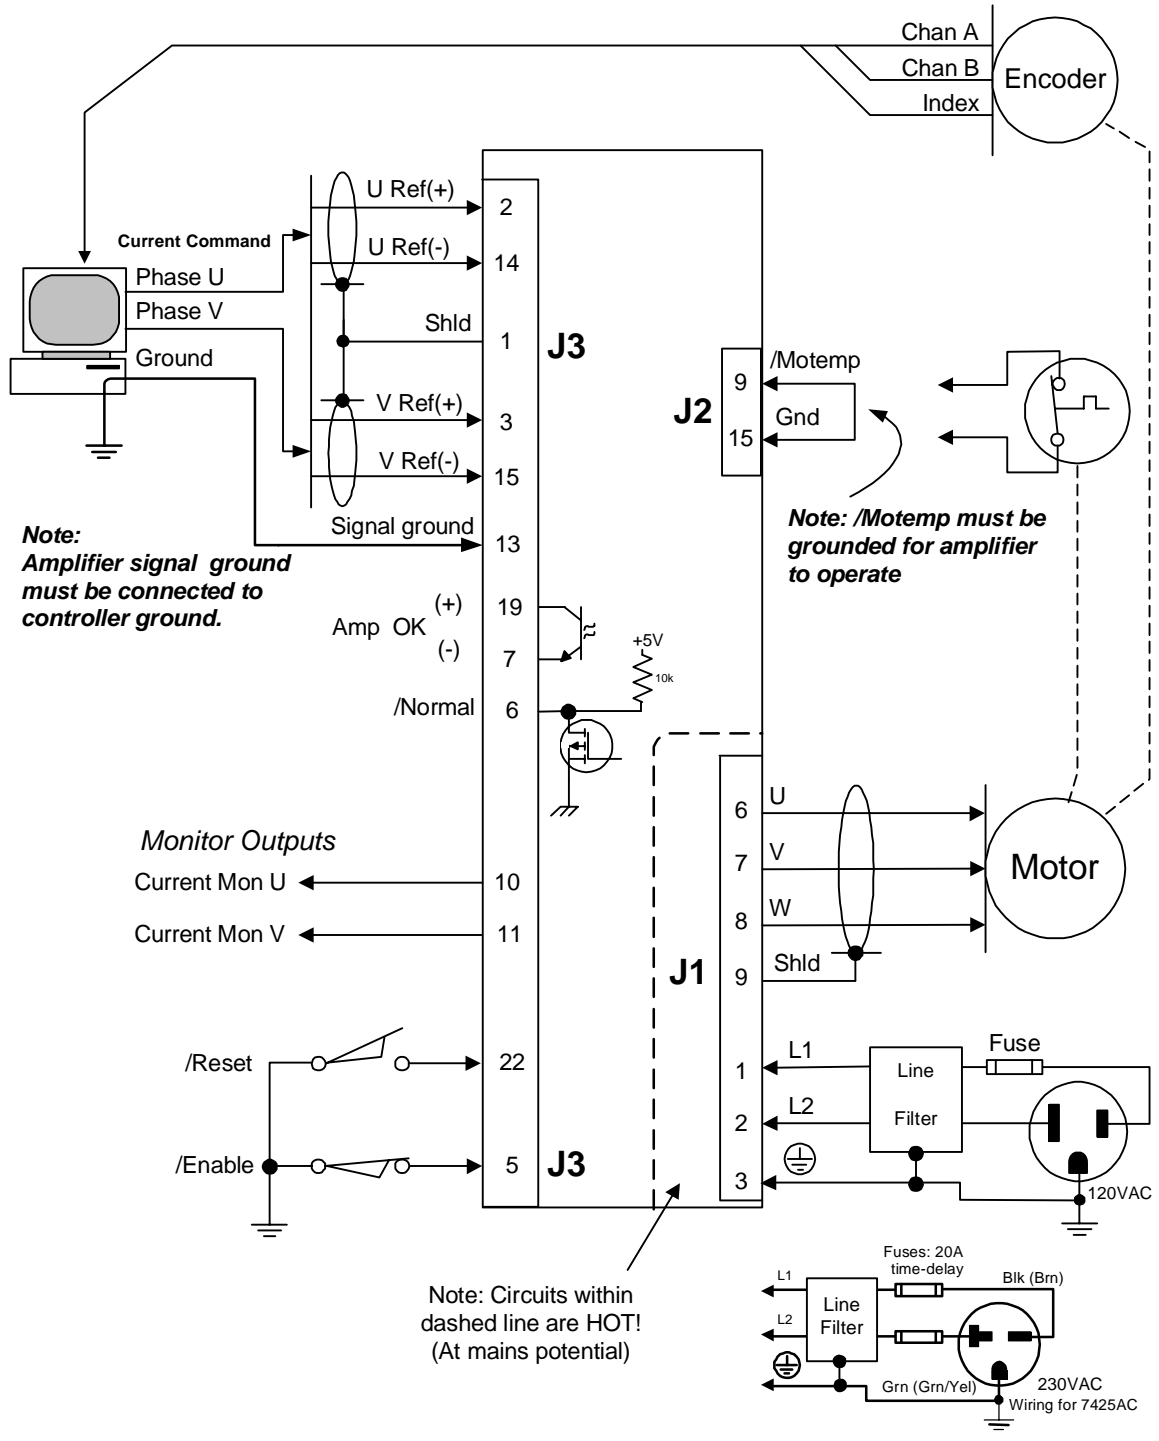 Chan A
Chan B
Index
Encoder
U Ref(+)
2
Current Command
U Ref(-)
14
Phase U
Phase V
Shld
1
J3
Ground
V Ref(+)
3
V Ref(-)
15
Signal ground
13
Note:
Amplifier signal ground
must be connected to
controller ground.
/Motemp
9
J2
Gnd
15
Note: /Motemp must be
grounded for amplifier
to operate
(+)
19
Amp OK
(-)
7
+5V
10k
/Normal
6
Monitor Outputs
Current Mon U
10
Current Mon V
11
6
U
7
V
8
W
J1
9
Shld
Motor
/Reset
22
/Enable
5
J3
1
L1
2
L2
3
Line
Filter
Fuse
120VAC
Note: Circuits within
dashed line are HOT!
(At mains potential)
Fuses: 20A
time-delay
L1
L2
Line
Filter
Blk (Brn)
Grn (Grn/Yel)
230VAC
Wiring for 7425AC